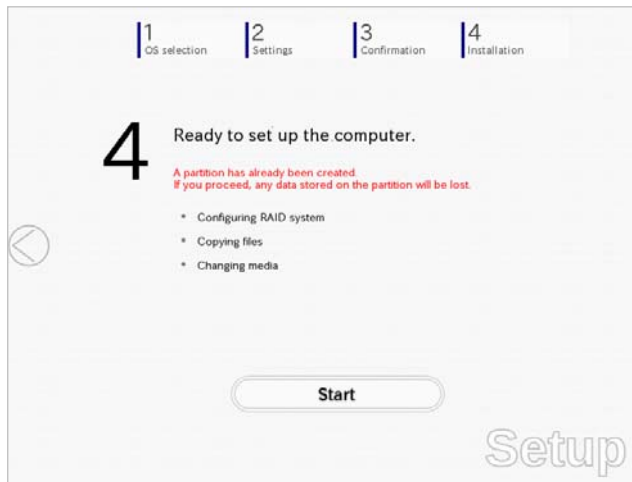 1
OS selection
2
Settings
3
Confirmation
4
Installation
4
Ready to set up the computer.
A partition has already been created.
If you proceed, any data stored on the partition will be lost.
Configuring RAID system
Copying files
Changing media
Start
Setup